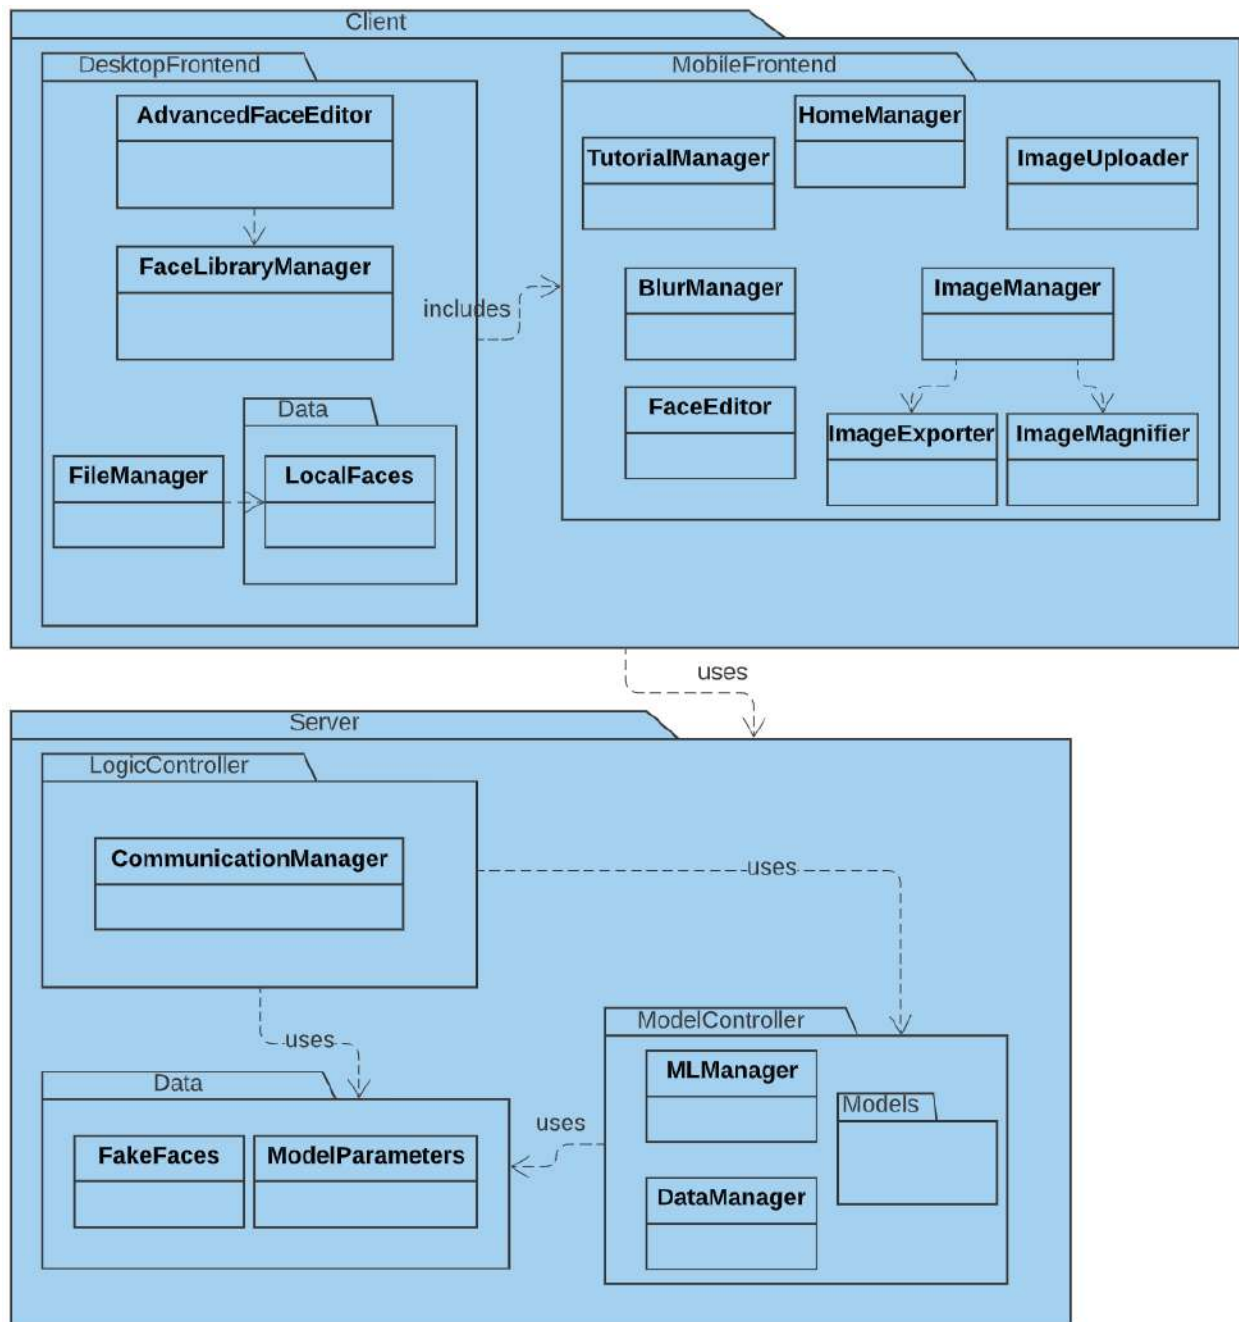 Client
DesktopFrontend
MobileFrontend
AdvancedFaceEditor
HomeManager
TutorialManager
ImageUploader
FaceLibraryManager
BlurManager
ImageManager
includes
Data
FaceEditor
ImageExporter
ImageMagnifier
FileManager
LocalFaces
uses
Server
LogicController
CommunicationManager
uses
ModelController
uses
MLManager
Data
Models
uses
FakeFaces
ModelParameters
DataManager